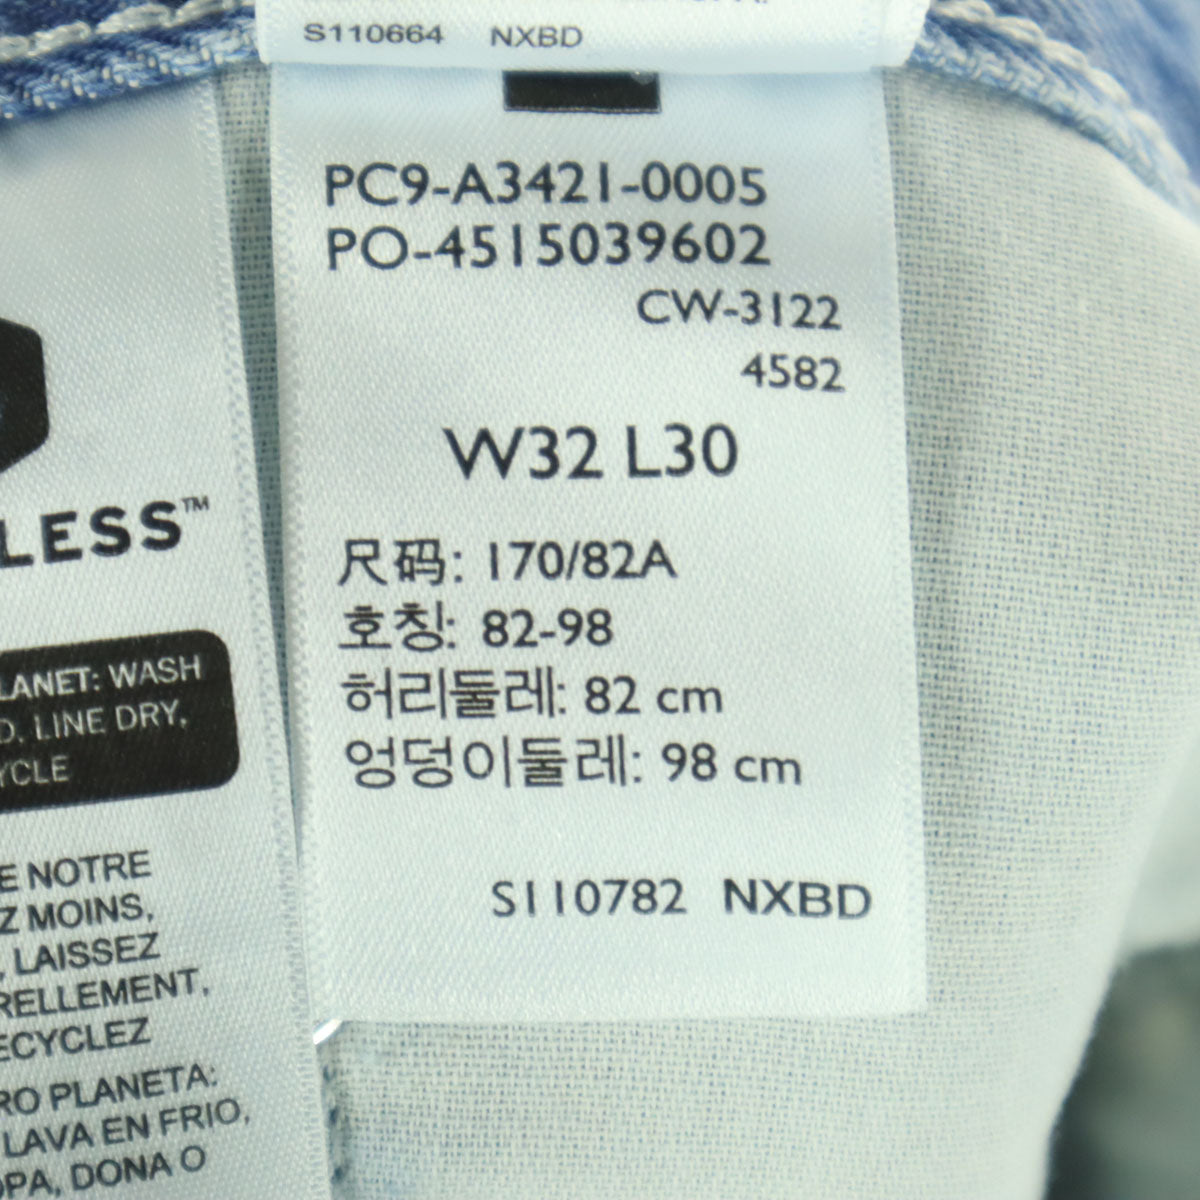 S110664 NXBD
PC9-A3421-0005
PO-4515039602
CW-3122
4582
W32 L30
尺码: 170/82A
호칭: 82-98
허리둘레: 82 cm
엉덩이둘레: 98 cm
S110782 NXBD
LESS™
LANET: WASH
D. LINE DRY,
YCLE
E NOTRE
Z MOINS,
, LAISSEZ
RELLEMENT,
ECYCLEZ
RO PLANETA:
LAVA EN FRIO,
OPA, DONA O